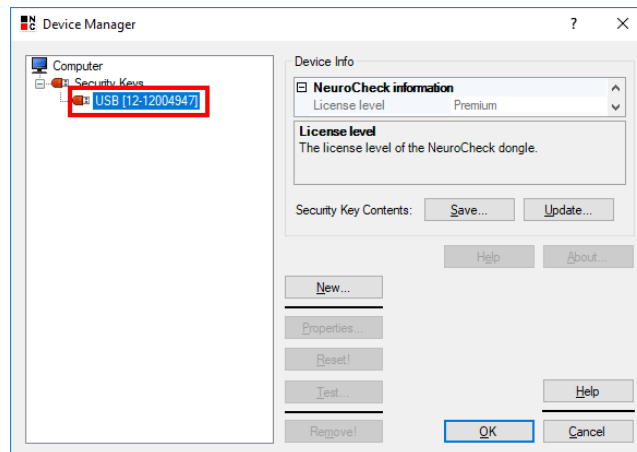 NC Device Manager ? ×
Computer
Security Keys
USB [12-12004947]
Device Info
NeuroCheck information
License level Premium
License level
The license level of the NeuroCheck dongle.
Security Key Contents: Save... Update...
Help About...
New...
Properties...
Reset!
Test... Help
Remove! OK Cancel